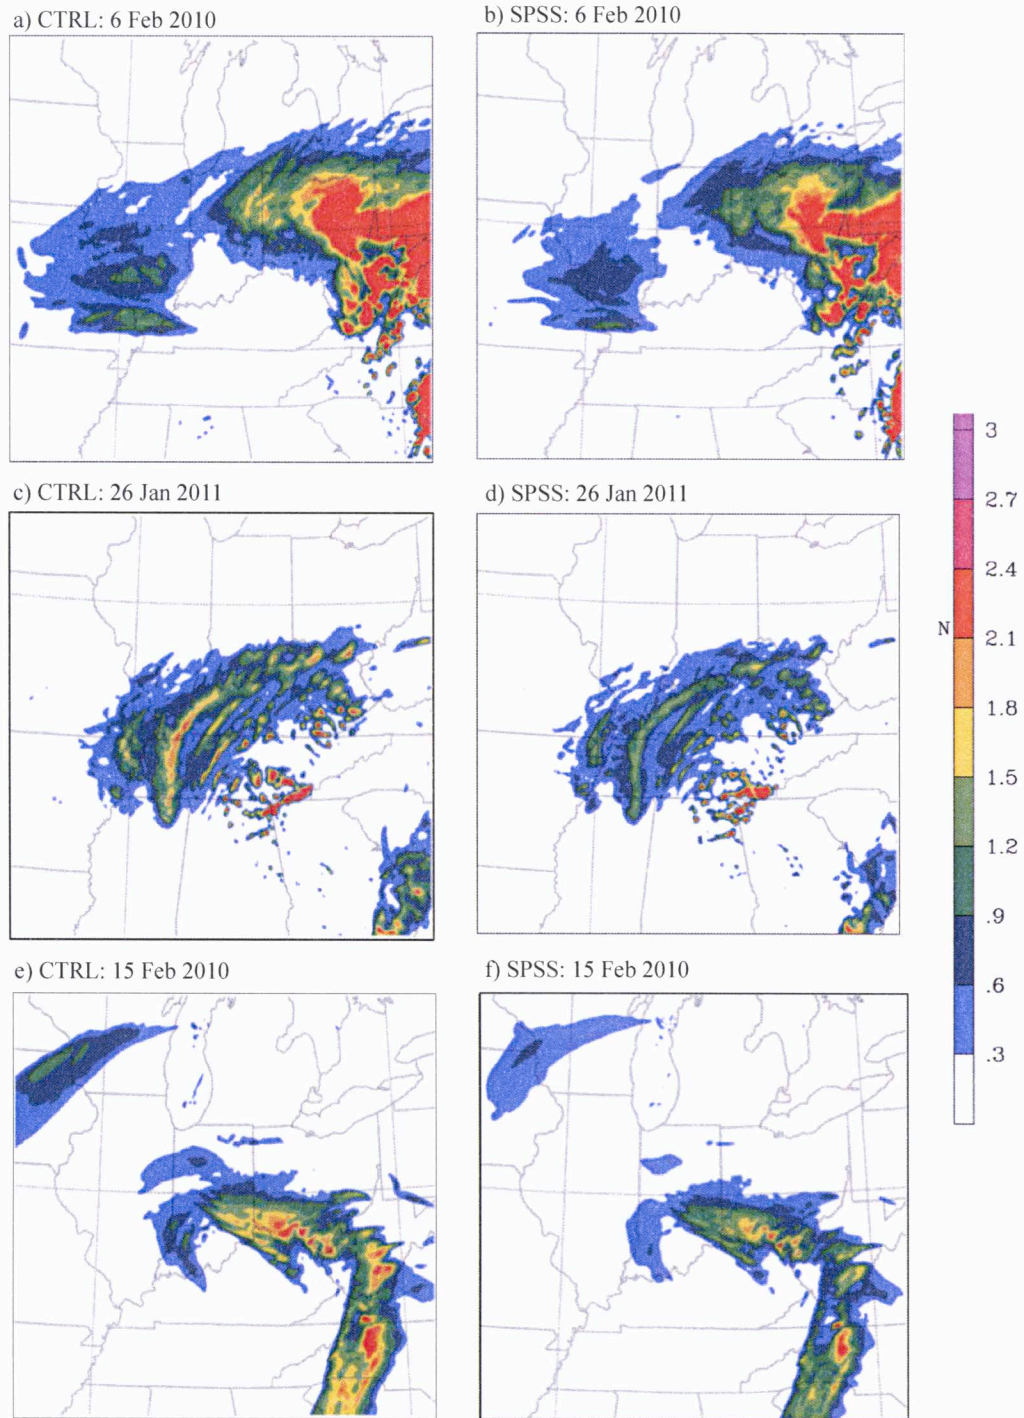 a) CTRL: 6 Feb 2010
b) SPSS: 6 Feb 2010
c) CTRL: 26 Jan 2011
d) SPSS: 26 Jan 2011
e) CTRL: 15 Feb 2010
f) SPSS: 15 Feb 2010
3
2.7
2.4
N
2.1
1.8
1.5
1.2
.9
.6
.3